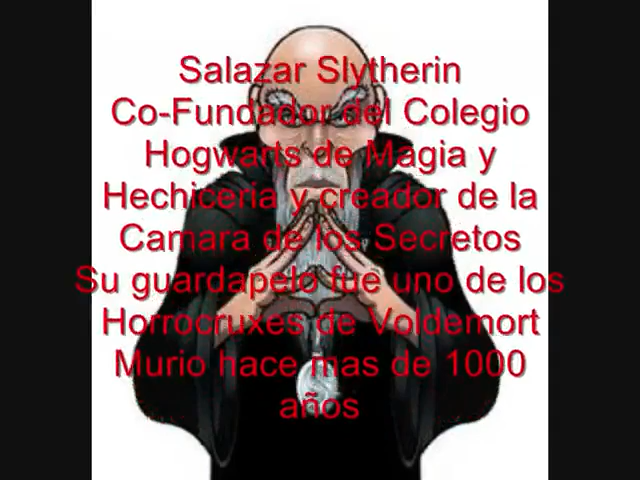 Salazar Slytherin
Co-Fundador del Colegio
Hogwarts de Magia y
Hechiceria y creador de la
Camara de los Secretos
Su guardapelo fue uno de los
Horrocruxes de Voldemort
Murio hace mas de 1000
años